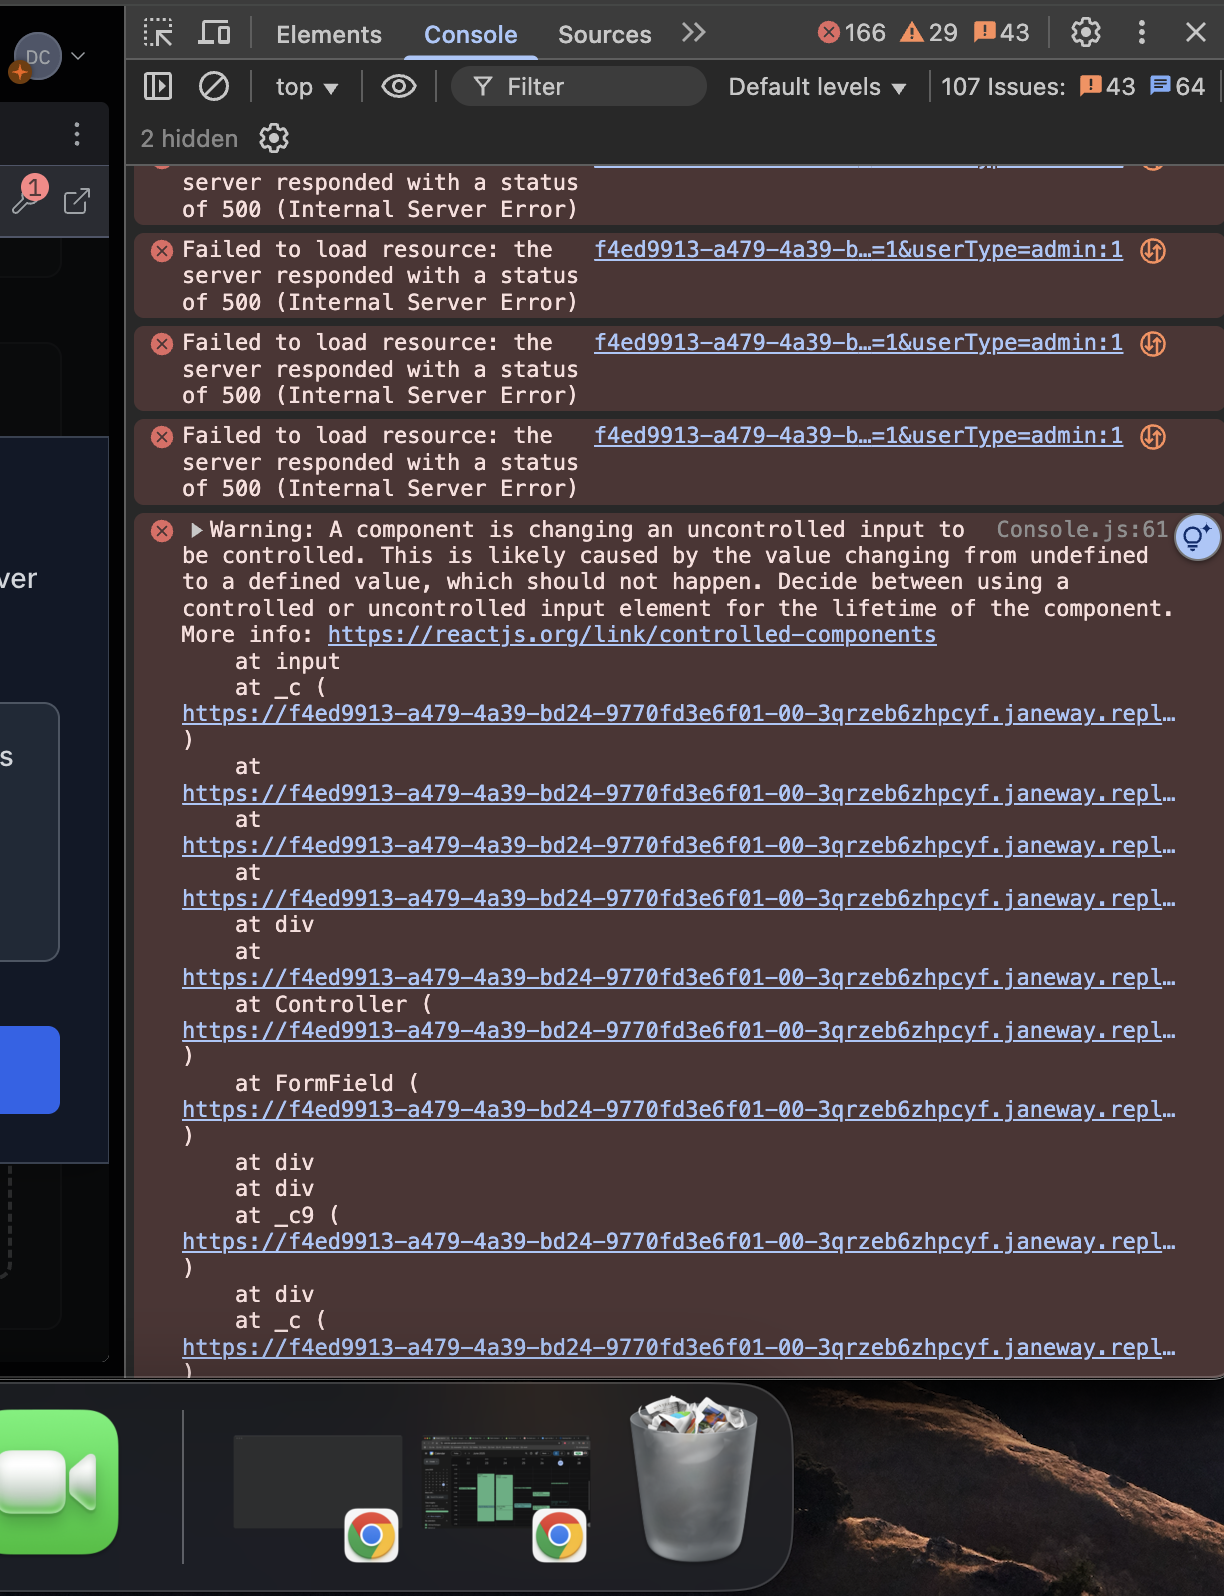 DC
Elements
Console
Sources
166
29
43
top
Filter
Default levels
107 Issues:
43
64
2 hidden
1
server responded with a status
of 500 (Internal Server Error)
Failed to load resource: the
f4ed9913-a479-4a39-b…=1&userType=admin:1
server responded with a status
of 500 (Internal Server Error)
Failed to load resource: the
f4ed9913-a479-4a39-b…=1&userType=admin:1
server responded with a status
of 500 (Internal Server Error)
Failed to load resource: the
f4ed9913-a479-4a39-b…=1&userType=admin:1
server responded with a status
of 500 (Internal Server Error)
Warning: A component is changing an uncontrolled input to
Console.js:61
be controlled. This is likely caused by the value changing from undefined
to a defined value, which should not happen. Decide between using a
controlled or uncontrolled input element for the lifetime of the component.
More info: https://reactjs.org/link/controlled-components
at input
at _c (
https://f4ed9913-a479-4a39-bd24-9770fd3e6f01-00-3qrzeb6zhpcyf.janeway.repl…
)
at
https://f4ed9913-a479-4a39-bd24-9770fd3e6f01-00-3qrzeb6zhpcyf.janeway.repl…
at
https://f4ed9913-a479-4a39-bd24-9770fd3e6f01-00-3qrzeb6zhpcyf.janeway.repl…
at
https://f4ed9913-a479-4a39-bd24-9770fd3e6f01-00-3qrzeb6zhpcyf.janeway.repl…
at div
at
https://f4ed9913-a479-4a39-bd24-9770fd3e6f01-00-3qrzeb6zhpcyf.janeway.repl…
at Controller (
https://f4ed9913-a479-4a39-bd24-9770fd3e6f01-00-3qrzeb6zhpcyf.janeway.repl…
)
at FormField (
https://f4ed9913-a479-4a39-bd24-9770fd3e6f01-00-3qrzeb6zhpcyf.janeway.repl…
)
at div
at div
at _c9 (
https://f4ed9913-a479-4a39-bd24-9770fd3e6f01-00-3qrzeb6zhpcyf.janeway.repl…
)
at div
at _c (
https://f4ed9913-a479-4a39-bd24-9770fd3e6f01-00-3qrzeb6zhpcyf.janeway.repl…
)
ver
s